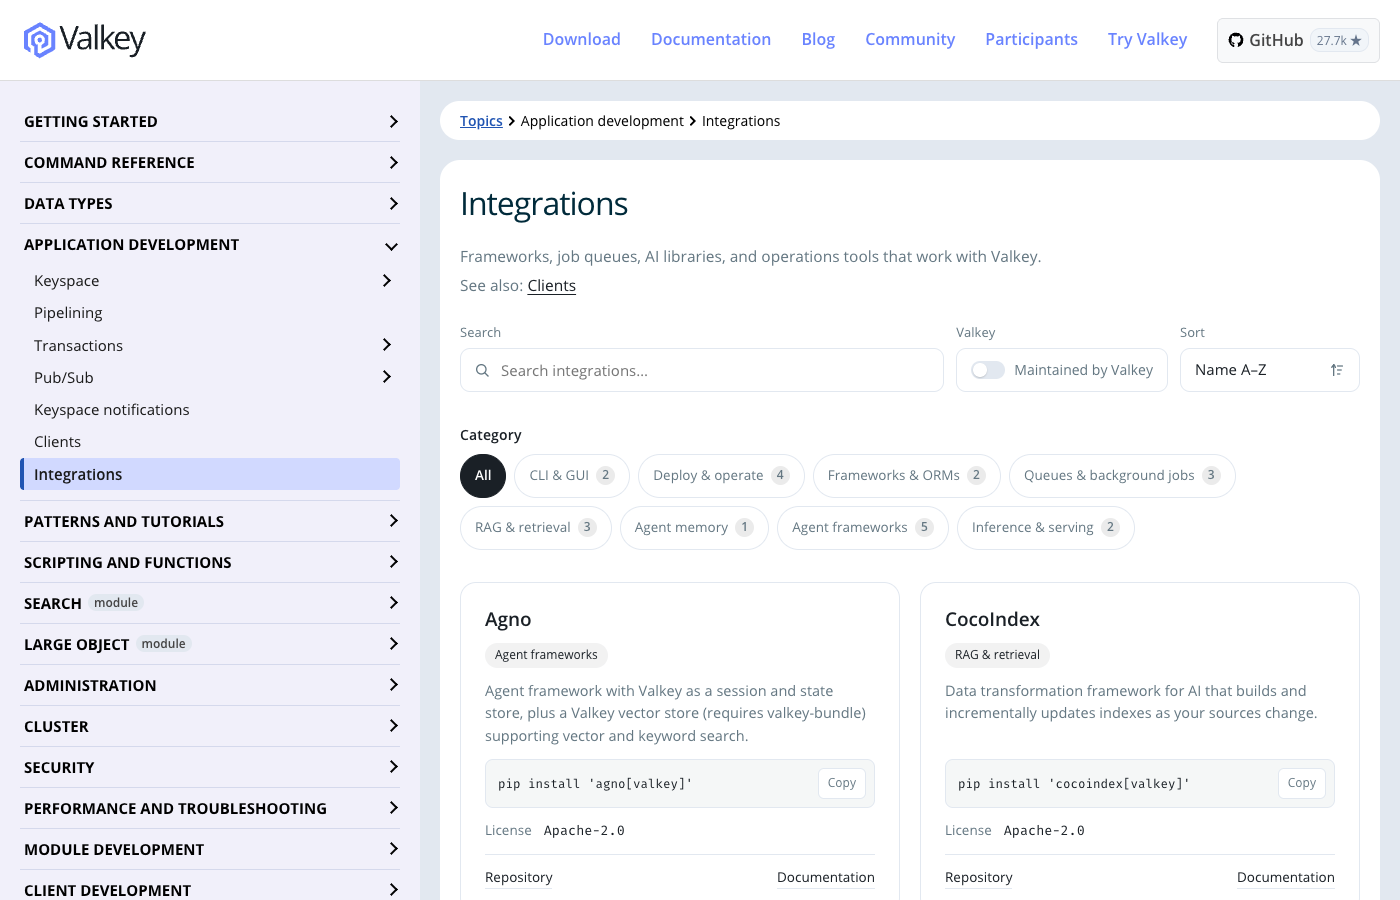 Valkey
Download
Documentation
Blog
Community
Participants
Try Valkey
GitHub 27.7k ★
GETTING STARTED
COMMAND REFERENCE
DATA TYPES
APPLICATION DEVELOPMENT
Keyspace
Pipelining
Transactions
Pub/Sub
Keyspace notifications
Clients
Integrations
PATTERNS AND TUTORIALS
SCRIPTING AND FUNCTIONS
SEARCH module
LARGE OBJECT module
ADMINISTRATION
CLUSTER
SECURITY
PERFORMANCE AND TROUBLESHOOTING
MODULE DEVELOPMENT
CLIENT DEVELOPMENT
Topics > Application development > Integrations
Integrations
Frameworks, job queues, AI libraries, and operations tools that work with Valkey.
See also: Clients
Search
Search integrations...
Valkey
Maintained by Valkey
Sort
Name A–Z
Category
All
CLI & GUI 2
Deploy & operate 4
Frameworks & ORMs 2
Queues & background jobs 3
RAG & retrieval 3
Agent memory 1
Agent frameworks 5
Inference & serving 2
Agno
Agent frameworks
Agent framework with Valkey as a session and state
store, plus a Valkey vector store (requires valkey-bundle)
supporting vector and keyword search.
pip install 'agno[valkey]'
Copy
License Apache-2.0
Repository
Documentation
CocoIndex
RAG & retrieval
Data transformation framework for AI that builds and
incrementally updates indexes as your sources change.
pip install 'cocoindex[valkey]'
Copy
License Apache-2.0
Repository
Documentation